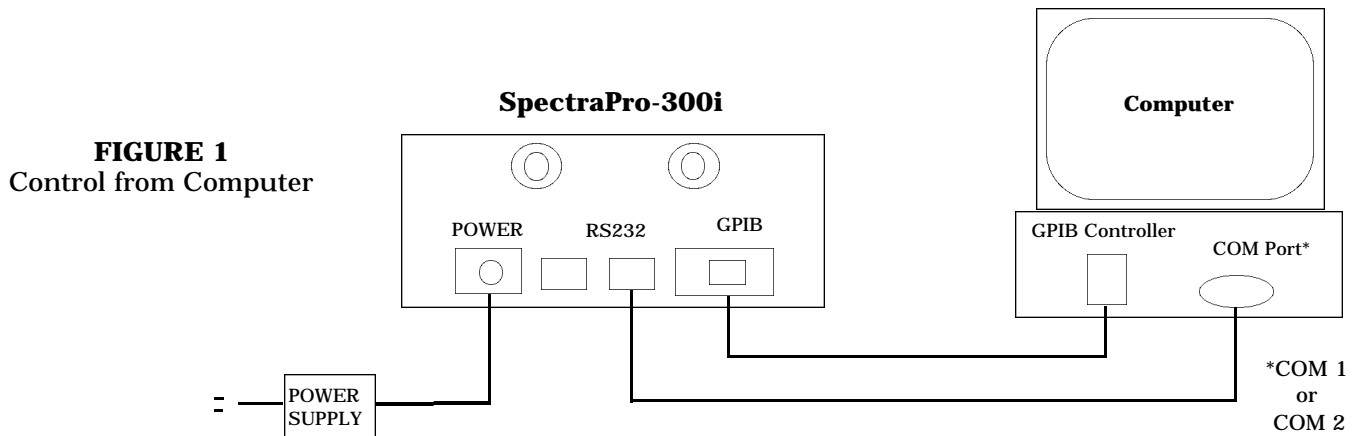 FIGURE 1
Control from Computer
SpectraPro-300i
POWER
RS232
GPIB
Computer
GPIB Controller
COM Port*
POWER
SUPPLY
*COM 1
or
COM 2